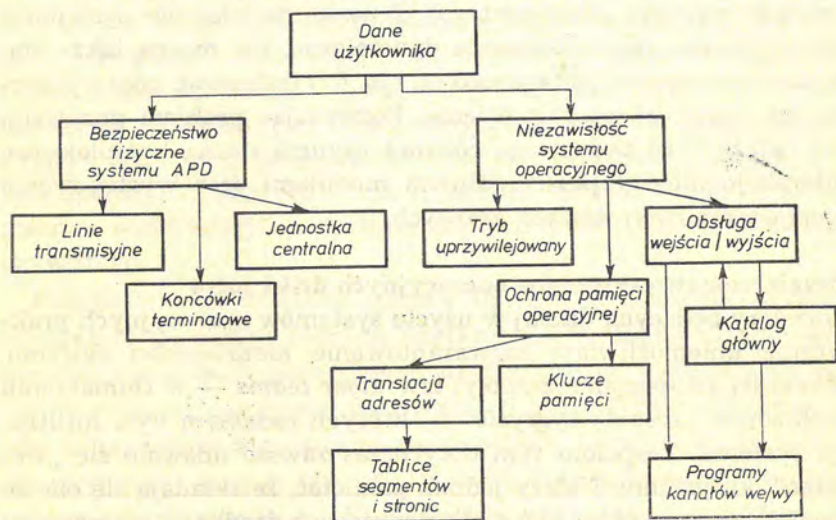 Dane
użytkownika
Bezpieczeństwo
fizyczne
systemu APD
Niezawisłość
systemu
operacyjnego
Linie
transmisyjne
Jednostka
centralna
Tryb
uprzywilejowany
Obsługa
wejścia / wyjścia
Końcówki
terminalowe
Ochrona pamięci
operacyjnej
Katalog
główny
Translacja
adresów
Klucze
pamięci
Tablice
segmentów
i stronic
Programy
kanałów we/wy